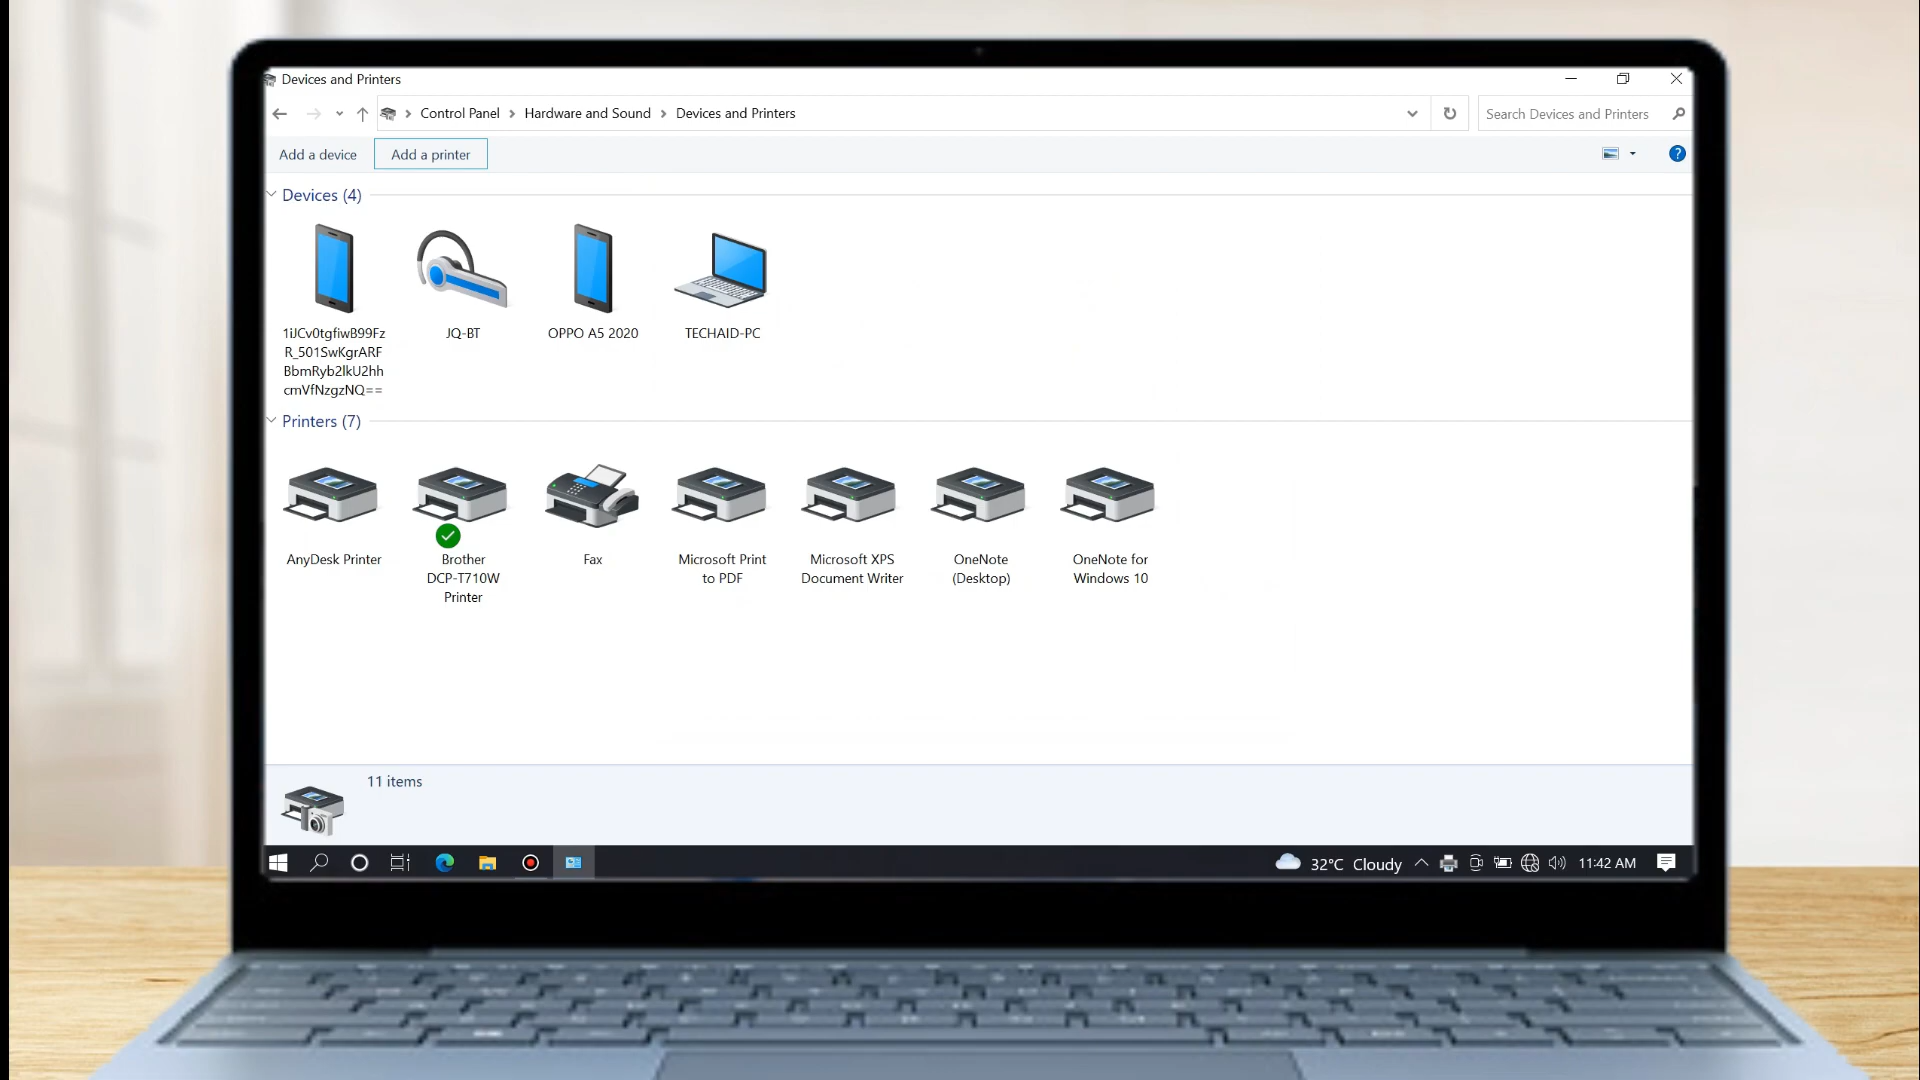 Devices and Printers
Control Panel > Hardware and Sound > Devices and Printers
Search Devices and Printers
Add a device
Add a printer
?
Devices (4)
1iJCv0tgfiwB99Fz
R_501SwKgrARF
BbmRyb2lkU2hh
cmVfNzgzNQ==
JQ-BT
OPPO A5 2020
TECHAID-PC
Printers (7)
AnyDesk Printer
Brother
DCP-T710W
Printer
Fax
Microsoft Print
to PDF
Microsoft XPS
Document Writer
OneNote
(Desktop)
OneNote for
Windows 10
11 items
32°C Cloudy
11:42 AM